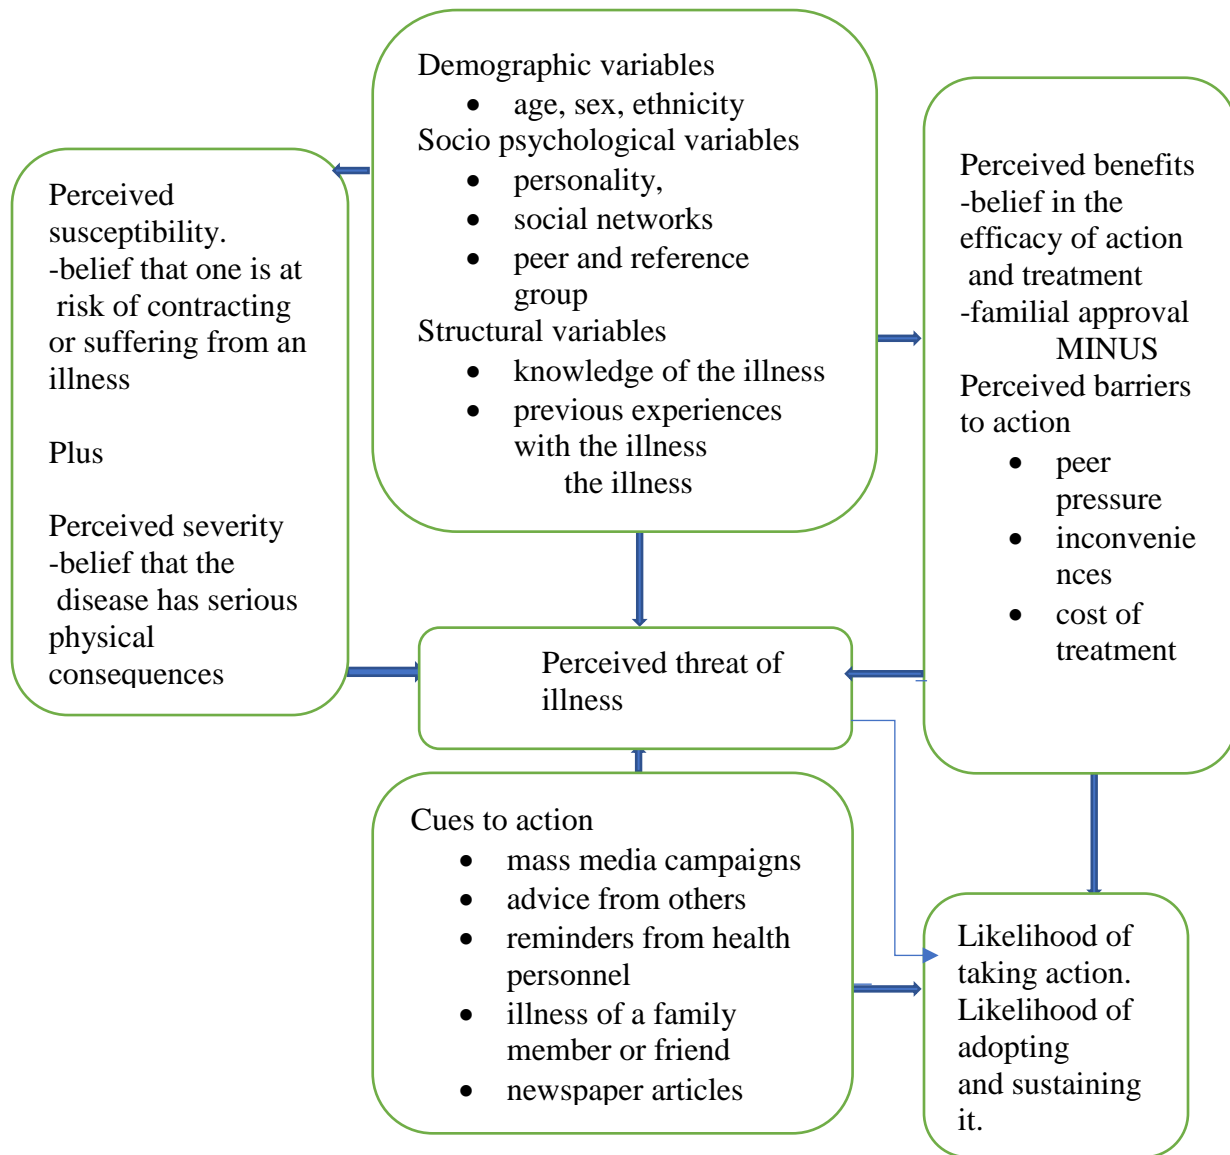 Demographic variables
• age, sex, ethnicity
Socio psychological variables
• personality,
• social networks
• peer and reference
group
Structural variables
• knowledge of the illness
• previous experiences
with the illness
the illness
Perceived
susceptibility.
-belief that one is at
risk of contracting
or suffering from an
illness
Plus
Perceived severity
-belief that the
disease has serious
physical
consequences
Perceived benefits
-belief in the
efficacy of action
and treatment
-familial approval
MINUS
Perceived barriers
to action
• peer
pressure
• inconvenie
nces
• cost of
treatment
Perceived threat of
illness
Cues to action
• mass media campaigns
• advice from others
• reminders from health
personnel
• illness of a family
member or friend
• newspaper articles
Likelihood of
taking action.
Likelihood of
adopting
and sustaining
it.